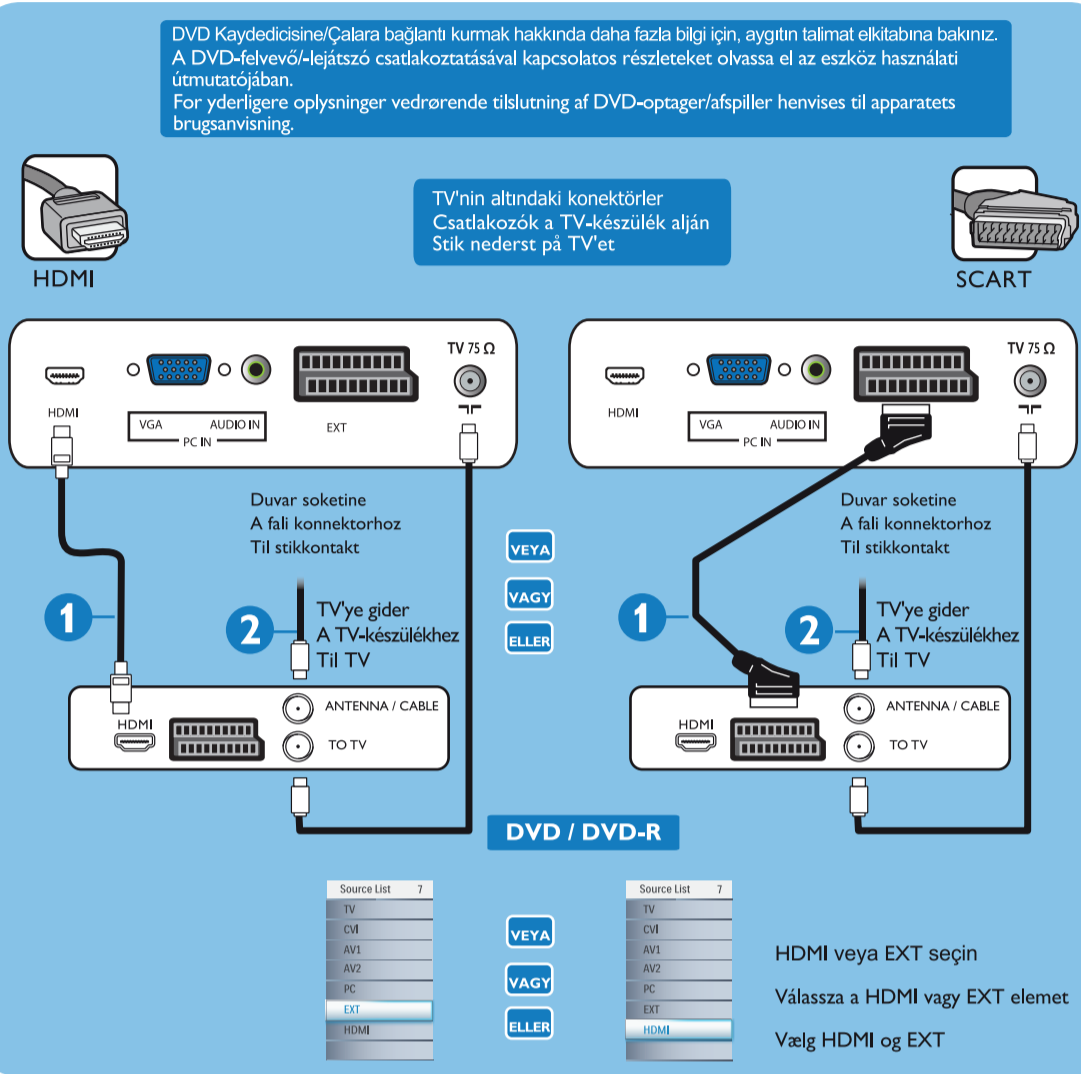 DVD Kaydedicisine/Çalara bağlantı kurmak hakkında daha fazla bilgi için, aygıtın talimat elkitabına bakınız.
A DVD-felvevő/-lejátszó csatlakoztatásával kapcsolatos részleteket olvassa el az eszköz használati
útmutatójában.
For yderligere oplysninger vedrørende tilslutning af DVD-optager/afspiller henvises til apparatets
brugsanvisning.
HDMI
TV'nin altındaki konektörler
Csatlakozók a TV-készülék alján
Stik nederst på TV'et
SCART
TV 75 Ω
HDMI
VGA
AUDIO IN
PC IN
EXT
TV 75 Ω
HDMI
VGA
AUDIO IN
PC IN
Duvar soketine
A fali konnektorhoz
Til stikkontakt
1
2
TV'ye gider
A TV-készülékhez
Til TV
VEYA
VAGY
ELLER
Duvar soketine
A fali konnektorhoz
Til stikkontakt
1
2
TV'ye gider
A TV-készülékhez
Til TV
HDMI
ANTENNA / CABLE
TO TV
HDMI
ANTENNA / CABLE
TO TV
DVD / DVD-R
Source List 7
TV
CVI
AV1
AV2
PC
EXT
HDMI
VEYA
VAGY
ELLER
Source List 7
TV
CVI
AV1
AV2
PC
EXT
HDMI
HDMI veya EXT seçin
Válassza a HDMI vagy EXT elemet
Vælg HDMI og EXT